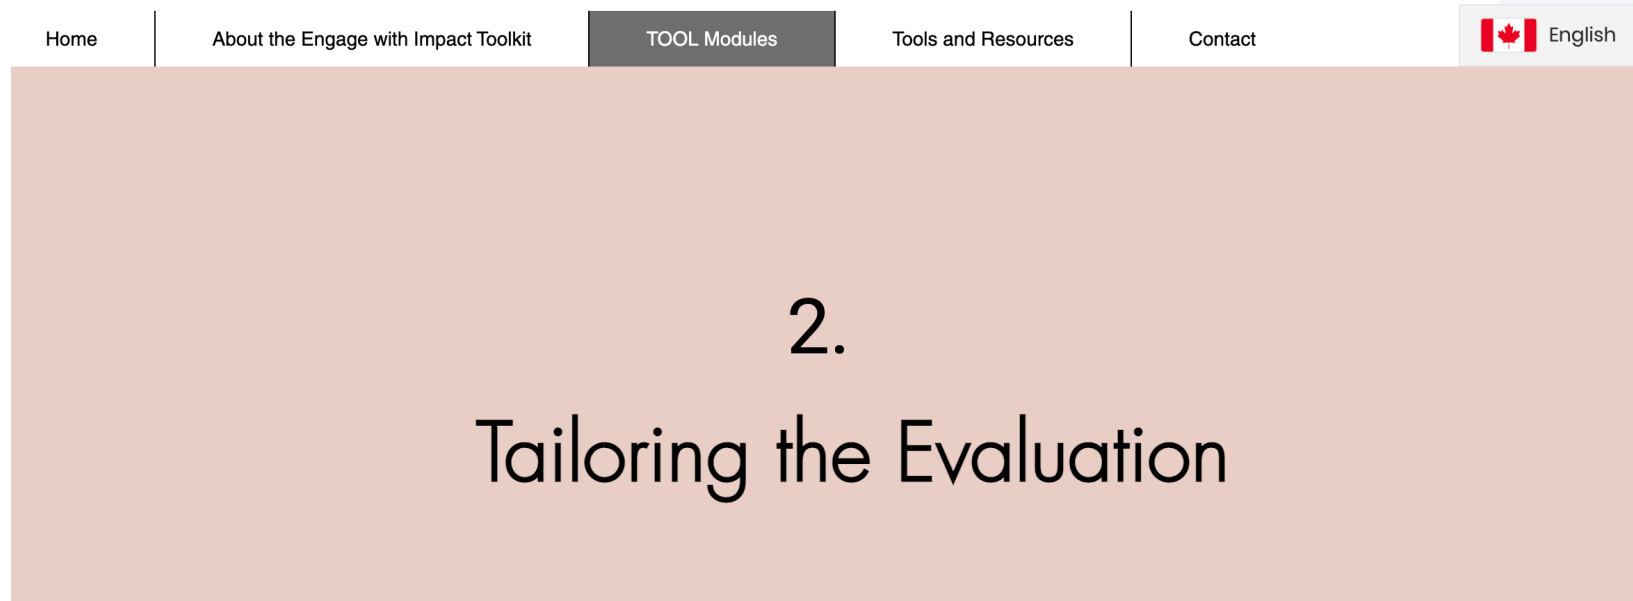 Home
About the Engage with Impact Toolkit
TOOL Modules
Tools and Resources
Contact
English
2.
Tailoring the Evaluation